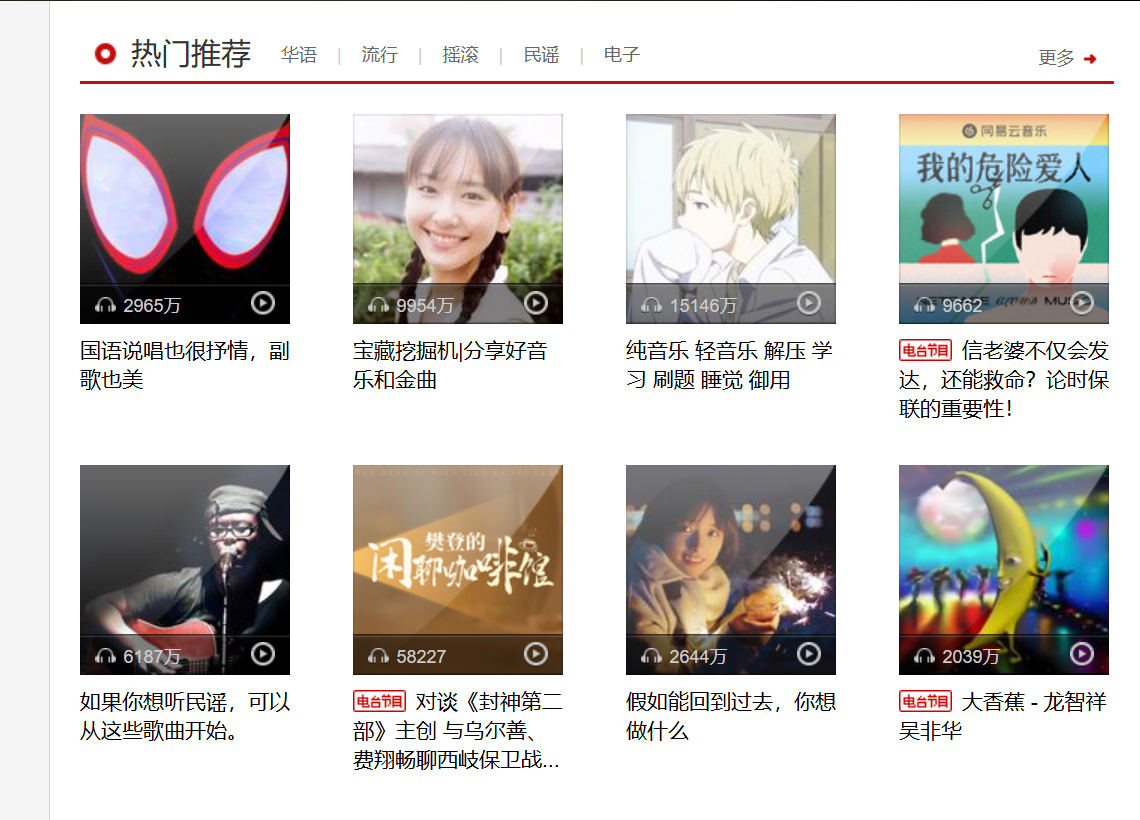 热门推荐 华语 | 流行 | 摇滚 | 民谣 | 电子 更多
网易云音乐
我的危险爱人
2965万
9954万
15146万
9662
国语说唱也很抒情，副
歌也美
宝藏挖掘机|分享好音
乐和金曲
纯音乐 轻音乐 解压 学
习 刷题 睡觉 御用
电台节目 信老婆不仅会发
达，还能救命？论时保
联的重要性！
樊登的
闲聊咖啡馆
6187万
58227
2644万
2039万
如果你想听民谣，可以
从这些歌曲开始。
电台节目 对谈《封神第二
部》主创 与乌尔善、
费翔畅聊西岐保卫战...
假如能回到过去，你想
做什么
电台节目 大香蕉 - 龙智祥
吴非华